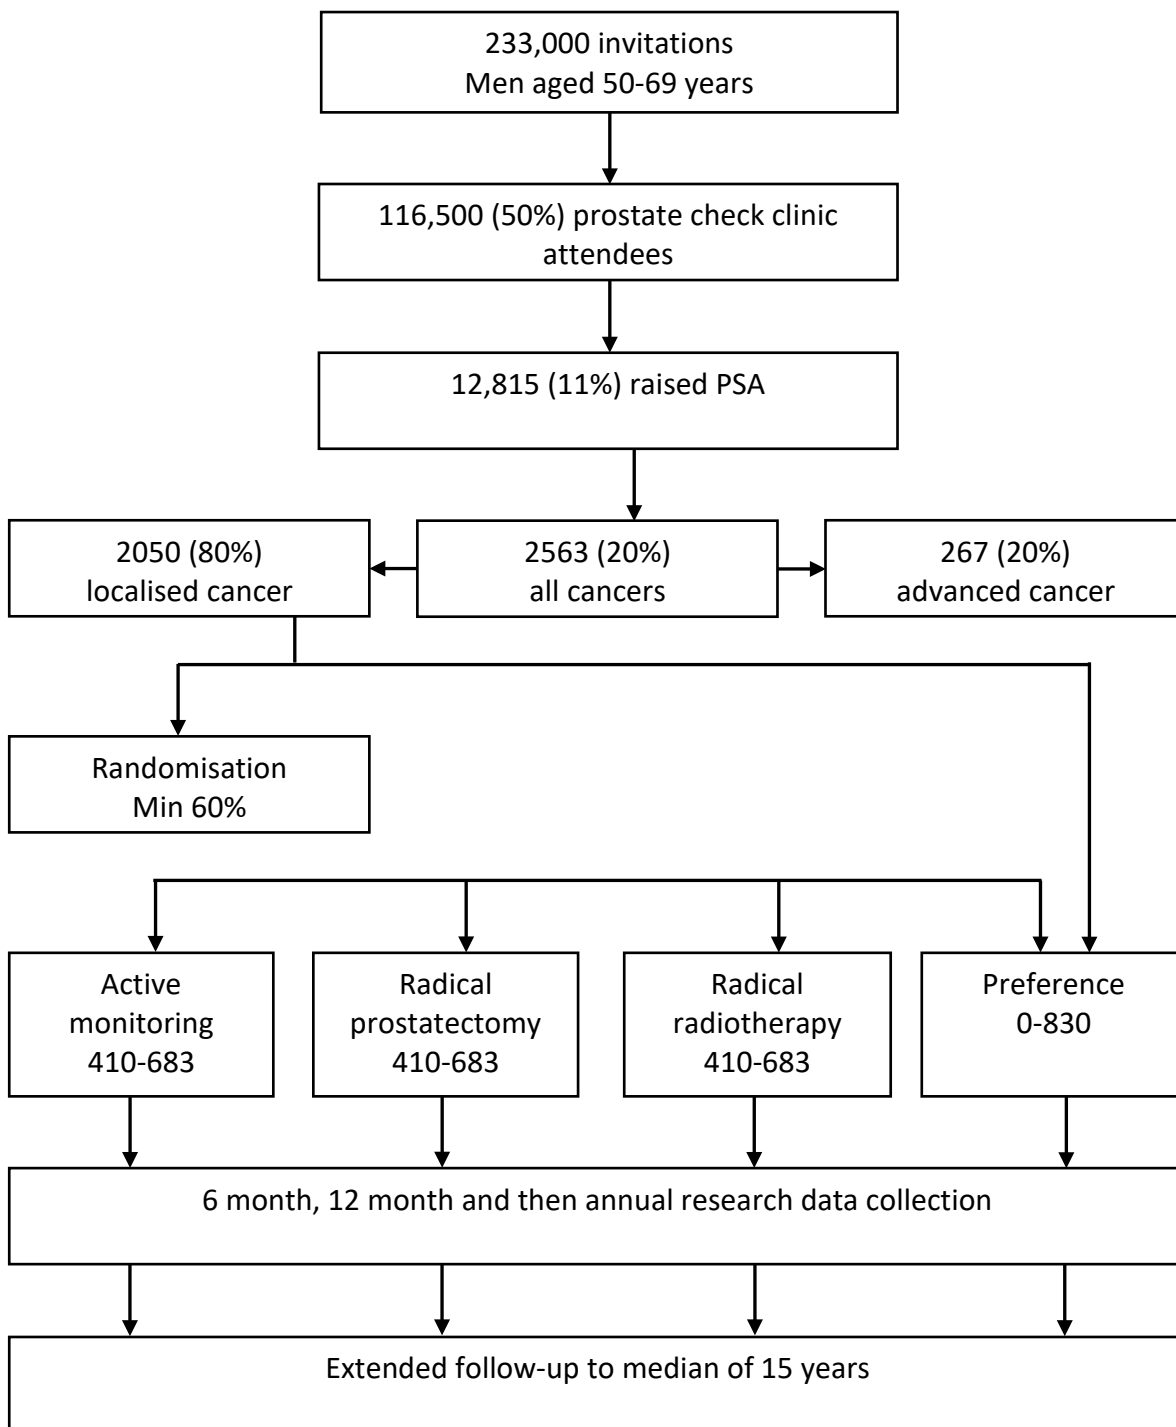 233,000 invitations
Men aged 50-69 years
116,500 (50%) prostate check clinic
attendees
12,815 (11%) raised PSA
2050 (80%)
localised cancer
2563 (20%)
all cancers
267 (20%)
advanced cancer
Randomisation
Min 60%
Active
monitoring
410-683
Radical
prostatectomy
410-683
Radical
radiotherapy
410-683
Preference
0-830
6 month, 12 month and then annual research data collection
Extended follow-up to median of 15 years